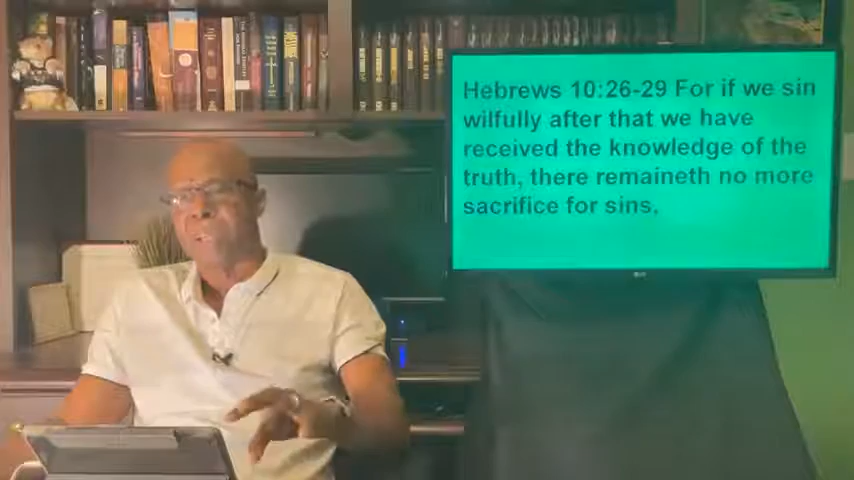 Hebrews 10:26-29 For if we sin
wilfully after that we have
received the knowledge of the
truth, there remaineth no more
sacrifice for sins,